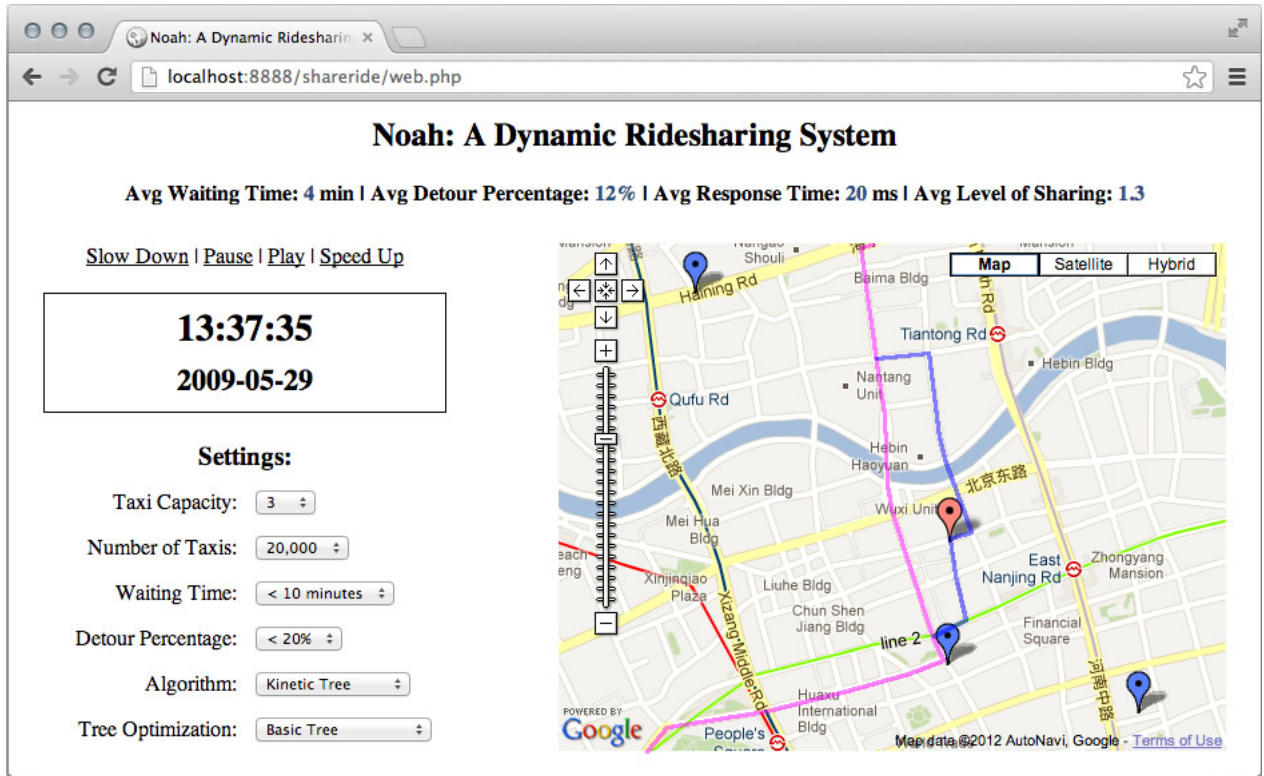 Noah: A Dynamic Ridesharin
localhost:8888/shareride/web.php
Noah: A Dynamic Ridesharing System
Avg Waiting Time: 4 min | Avg Detour Percentage: 12% | Avg Response Time: 20 ms | Avg Level of Sharing: 1.3
Slow Down | Pause | Play | Speed Up
13:37:35
2009-05-29
Settings:
Taxi Capacity: 3
Number of Taxis: 20,000
Waiting Time: < 10 minutes
Detour Percentage: < 20%
Algorithm: Kinetic Tree
Tree Optimization: Basic Tree
Mansion
Shouli
Haining Rd
Baima Bldg
Map
Satellite
Hybrid
Mansion
th Rd
Tiantong Rd
Hebin Bldg
Nantang
Unit
Qufu Rd
西藏北路
Hebin
Haoyuan
北京东路
Mei Xin Bldg
Wuxi Unit
Mei Hua
Bldg
East
Nanjing Rd
Zhongyang
Mansion
Xinjinqiao
Plaza
Liuhe Bldg
Chun Shen
Jiang Bldg
Xizang Middle Rd
line 2
Financial
Square
河南中路
Huaxu
International
Bldg
People's
Square
POWERED BY
Google
Map data ©2012 AutoNavi, Google - Terms of Use